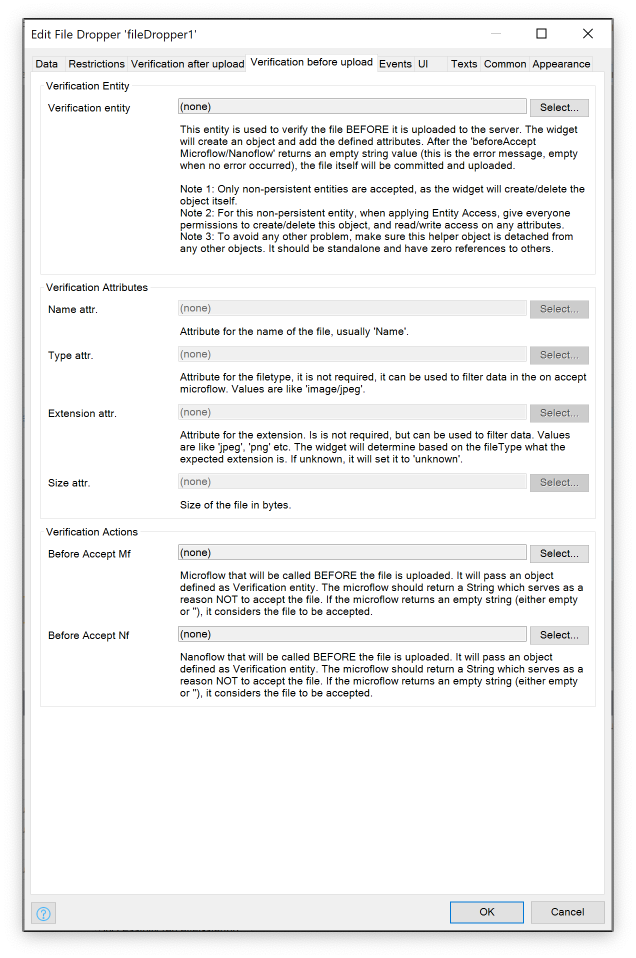 Edit File Dropper 'fileDropper1'
Data Restrictions Verification after upload Verification before upload Events UI Texts Common Appearance
Verification Entity
Verification entity (none) Select...
This entity is used to verify the file BEFORE it is uploaded to the server. The widget
will create an object and add the defined attributes. After the 'beforeAccept
Microflow/Nanoflow' returns an empty string value (this is the error message, empty
when no error occurred), the file itself will be committed and uploaded.
Note 1: Only non-persistent entities are accepted, as the widget will create/delete the
object itself.
Note 2: For this non-persistent entity, when applying Entity Access, give everyone
permissions to create/delete this object, and read/write access on any attributes.
Note 3: To avoid any other problem, make sure this helper object is detached from
any other objects. It should be standalone and have zero references to others.
Verification Attributes
Name attr. (none) Select...
Attribute for the name of the file, usually 'Name'.
Type attr. (none) Select...
Attribute for the filetype, it is not required, it can be used to filter data in the on accept
microflow. Values are like 'image/jpeg'.
Extension attr. (none) Select...
Attribute for the extension. Is is not required, but can be used to filter data. Values
are like 'jpeg', 'png' etc. The widget will determine based on the fileType what the
expected extension is. If unknown, it will set it to 'unknown'.
Size attr. (none) Select...
Size of the file in bytes.
Verification Actions
Before Accept Mf (none) Select...
Microflow that will be called BEFORE the file is uploaded. It will pass an object
defined as Verification entity. The microflow should return a String which serves as a
reason NOT to accept the file. If the microflow returns an empty string (either empty
or ''), it considers the file to be accepted.
Before Accept Nf (none) Select...
Nanoflow that will be called BEFORE the file is uploaded. It will pass an object
defined as Verification entity. The microflow should return a String which serves as a
reason NOT to accept the file. If the microflow returns an empty string (either empty
or ''), it considers the file to be accepted.
? OK Cancel